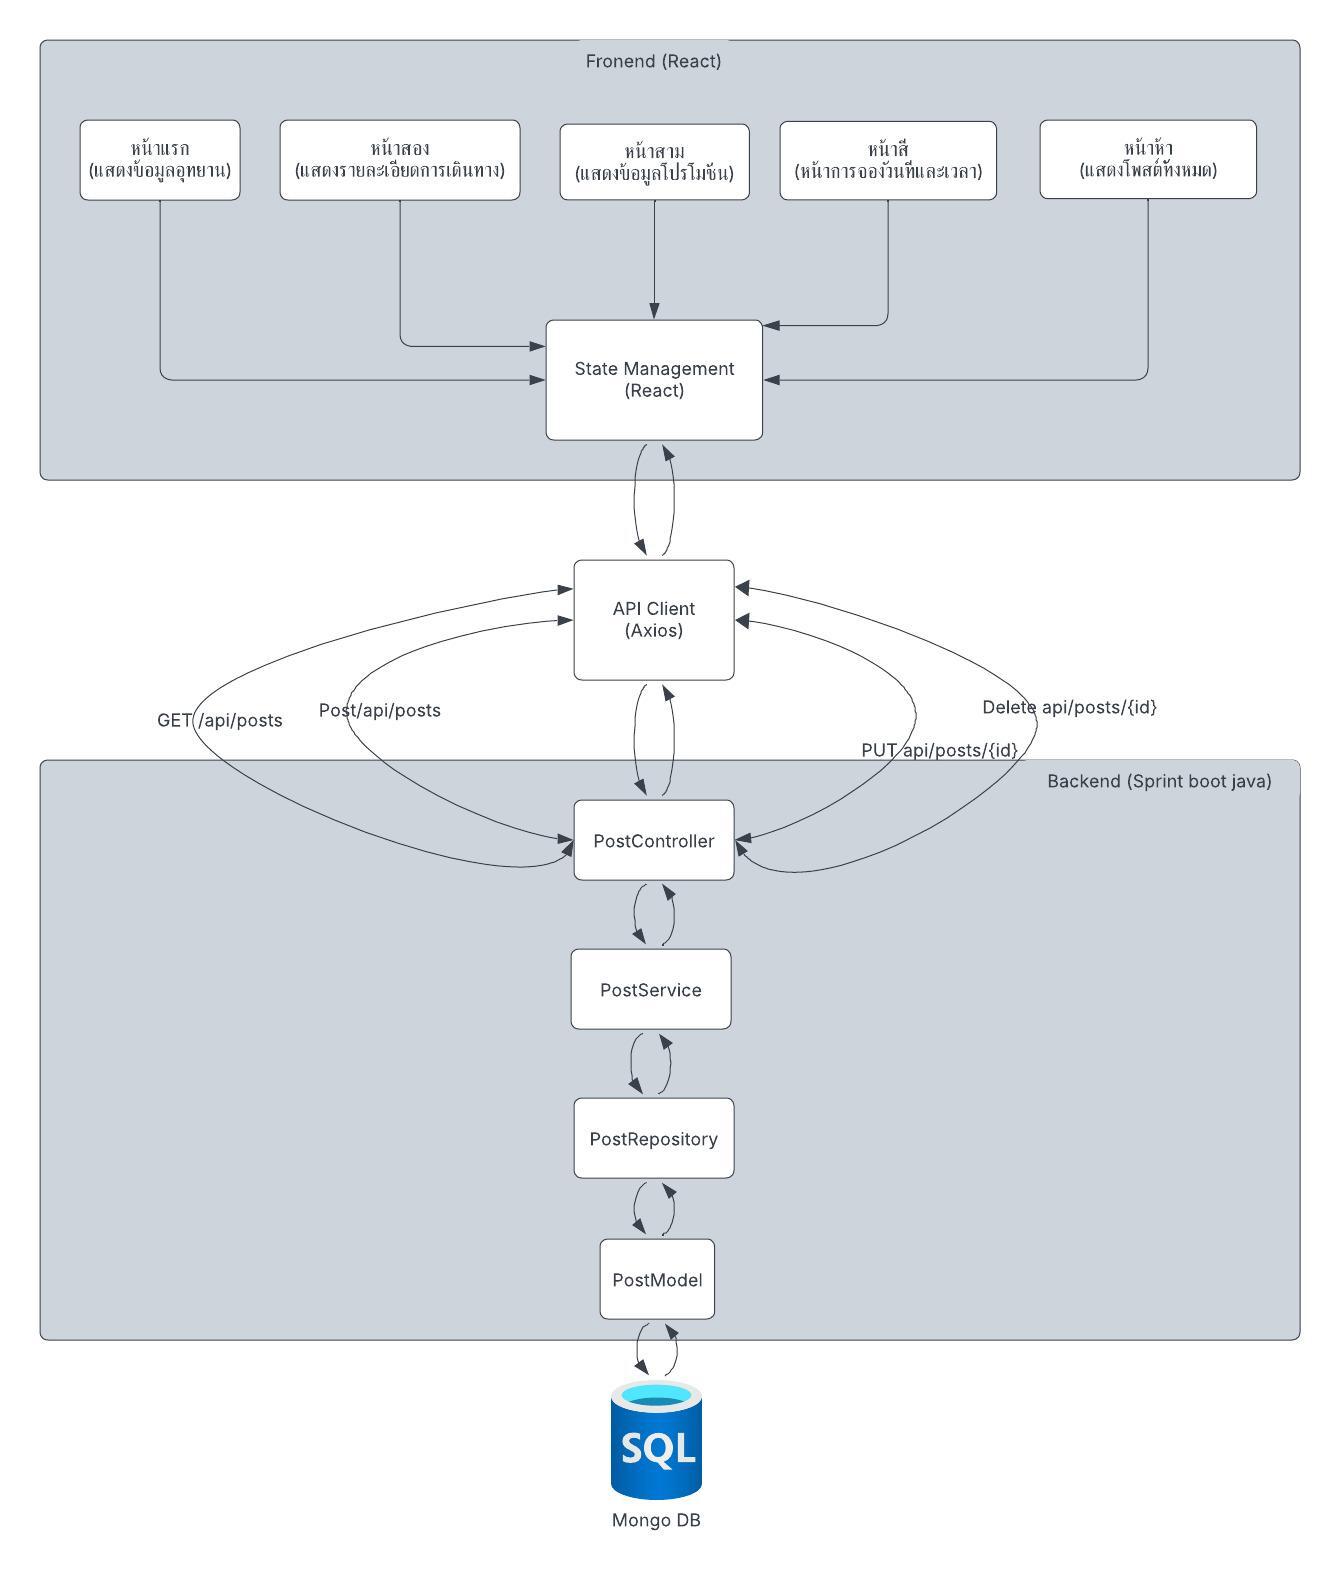 Fronend (React)
หน้าแรก
(แสดงข้อมูลอุทยาน)
หน้าสอง
(แสดงรายละเอียดการเดินทาง)
หน้าสาม
(แสดงข้อมูลโปรโมชัน)
หน้าสี่
(หน้าการจองวันที่และเวลา)
หน้าห้า
(แสดงโพสต์ทั้งหมด)
State Management
(React)
API Client
(Axios)
GET /api/posts
Post/api/posts
Delete api/posts/{id}
PUT api/posts/{id}
Backend (Sprint boot java)
PostController
PostService
PostRepository
PostModel
SQL
Mongo DB